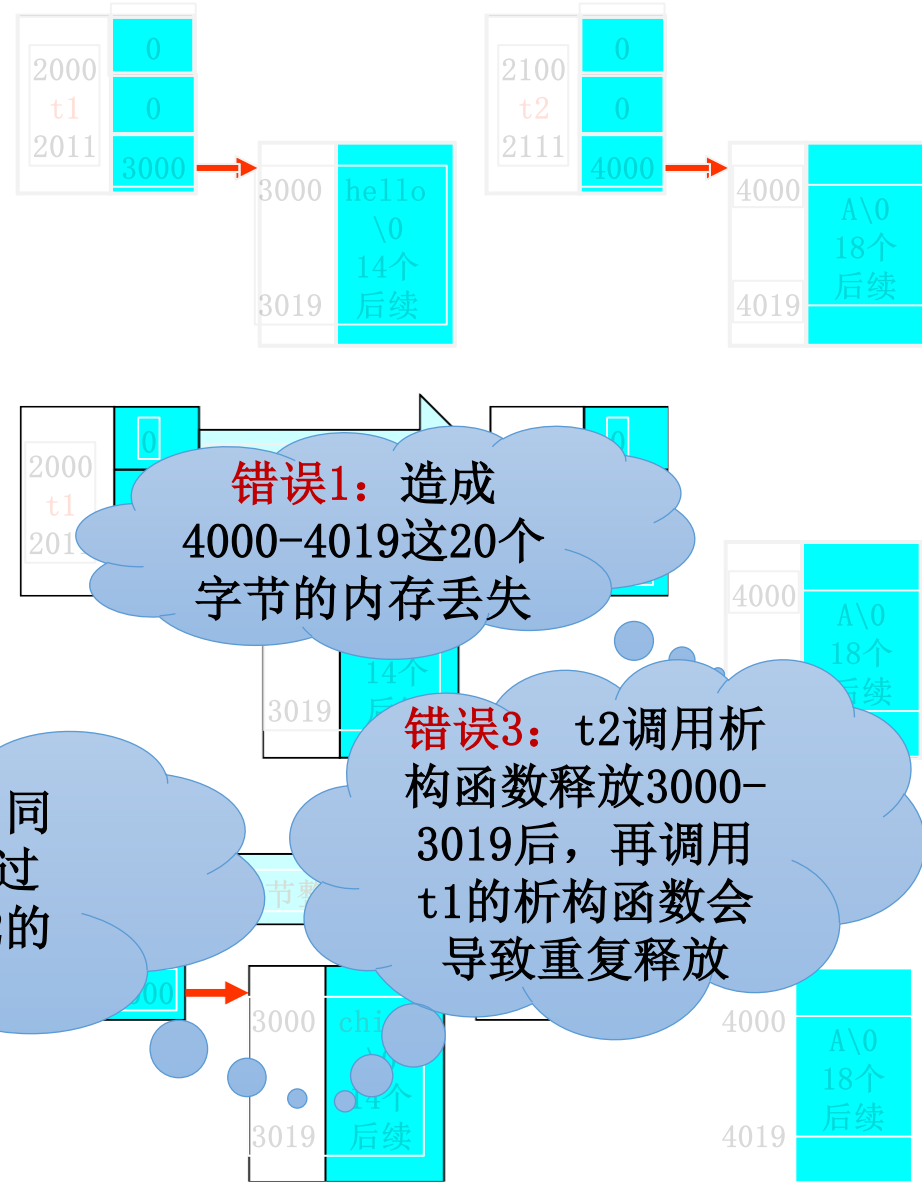 0
2000
t1
2011
0
3000
2100
t2
2111
0
0
4000
3000
hello
\0
14个
后续
3019
4000
A\0
18个
后续
4019
0
2000
t1
错误1：造成
4000-4019这20个
字节的内存丢失
14个
3019
4000
A\0
18个
后续
错误3：t2调用析
构函数释放3000-
3019后，再调用
t1的析构函数会
导致重复释放
同
过
的
节
3000
14个
后续
3019
4000
A\0
18个
后续
4019